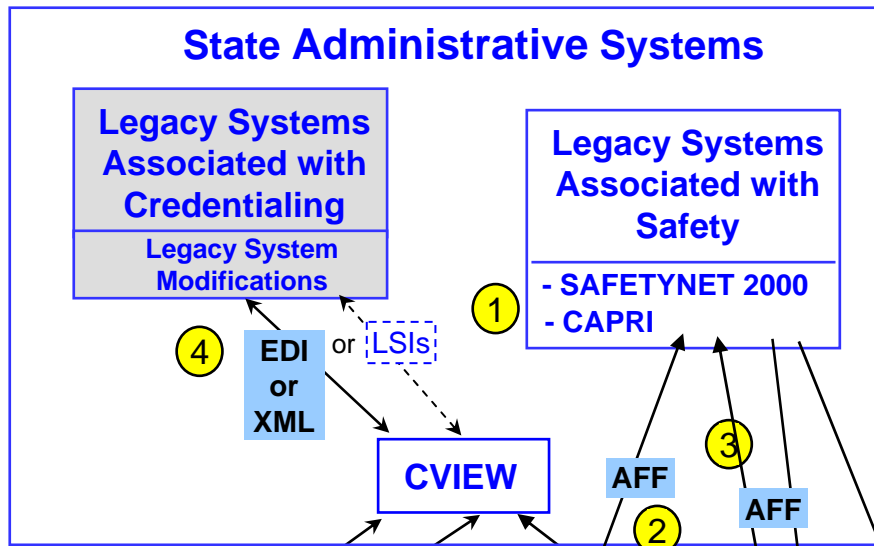 State Administrative Systems
Legacy Systems
Associated with
Credentialing
Legacy System
Modifications
Legacy Systems
Associated with
Safety
- SAFETYNET 2000
- CAPRI
1
4
EDI
or
XML
or
LSIs
CVIEW
AFF
2
3
AFF